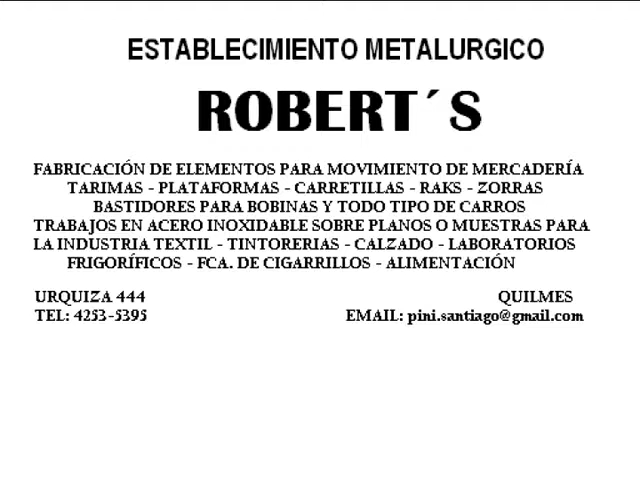 ESTABLECIMIENTO METALURGICO
ROBERT´S
FABRICACIÓN DE ELEMENTOS PARA MOVIMIENTO DE MERCADERÍA
TARIMAS - PLATAFORMAS - CARRETILLAS - RAKS - ZORRAS
BASTIDORES PARA BOBINAS Y TODO TIPO DE CARROS
TRABAJOS EN ACERO INOXIDABLE SOBRE PLANOS O MUESTRAS PARA
LA INDUSTRIA TEXTIL - TINTORERIAS - CALZADO - LABORATORIOS
FRIGORÍFICOS - FCA. DE CIGARRILLOS - ALIMENTACIÓN
URQUIZA 444 QUILMES
TEL: 4253-5395 EMAIL: pini.santiago@gmail.com